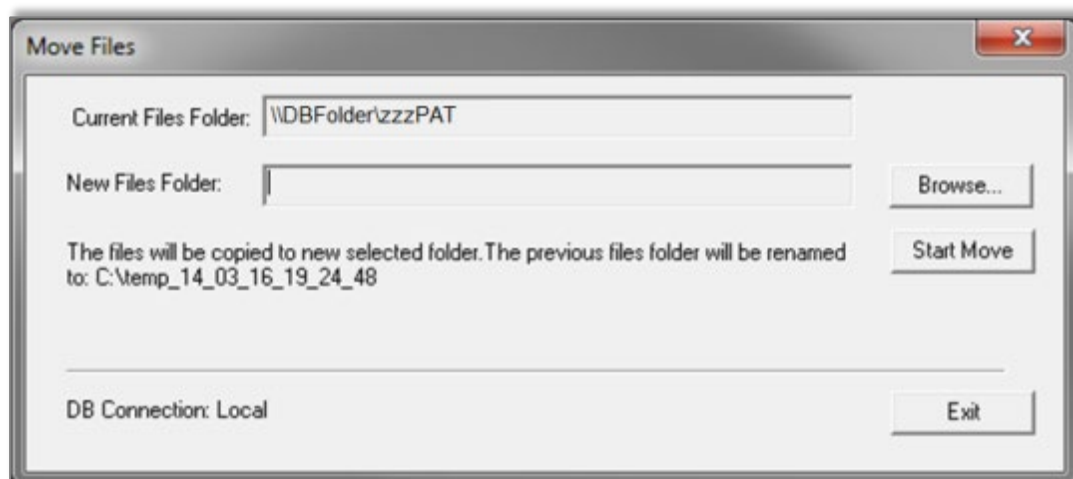 Move Files
Current Files Folder: \\DBFolder\zzzPAT
New Files Folder:
Browse...
The files will be copied to new selected folder.The previous files folder will be renamed
to: C:\temp_14_03_16_19_24_48
Start Move
DB Connection: Local
Exit